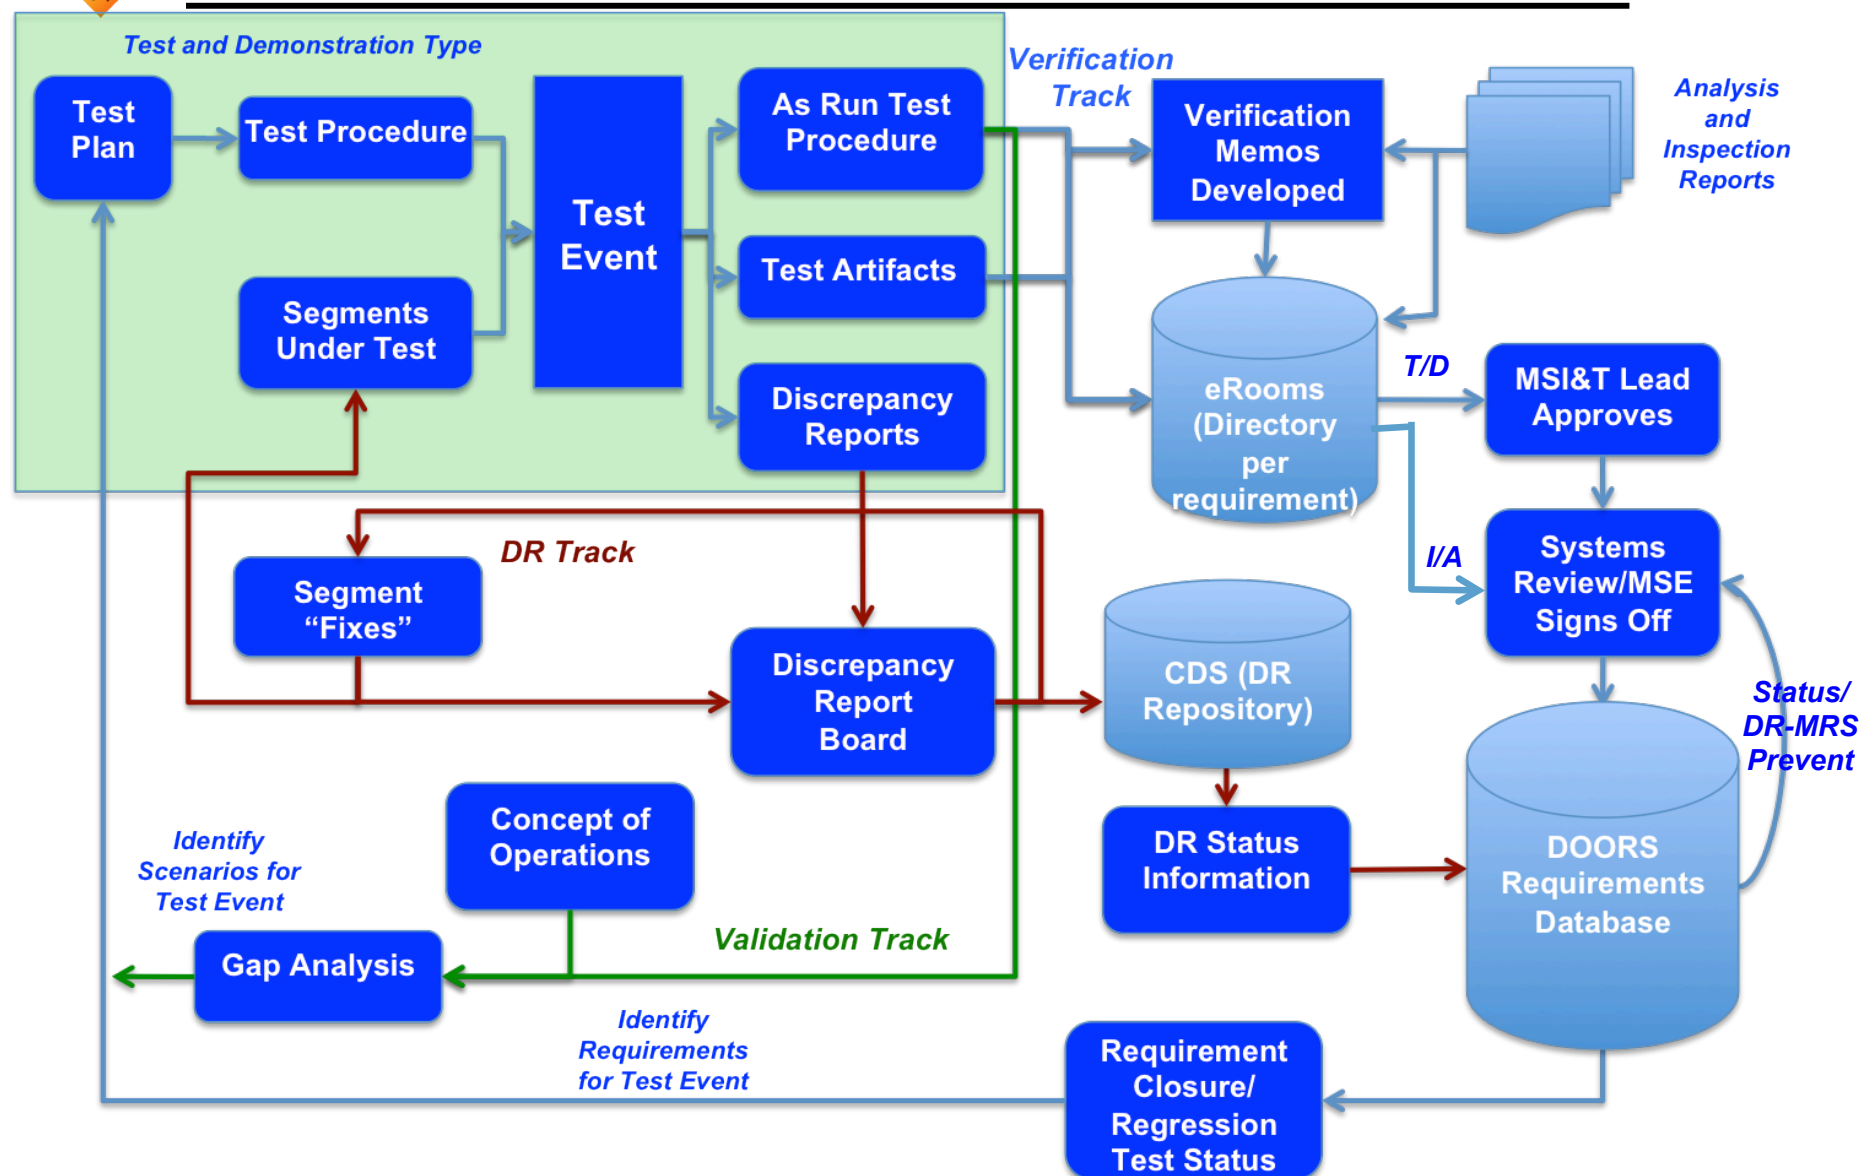 Test and Demonstration Type
Test
Plan
Test Procedure
Segments
Under Test
Test
Event
As Run Test
Procedure
Test Artifacts
Discrepancy
Reports
Verification
Track
Verification
Memos
Developed
Analysis
and
Inspection
Reports
eRooms
(Directory
per
requirement)
T/D
I/A
MSI&T Lead
Approves
Systems
Review/MSE
Signs Off
Status/
DR-MRS
Prevent
DR Track
Segment
“Fixes”
Discrepancy
Report
Board
CDS (DR
Repository)
DR Status
Information
DOORS
Requirements
Database
Concept of
Operations
Identify
Scenarios for
Test Event
Gap Analysis
Validation Track
Identify
Requirements
for Test Event
Requirement
Closure/
Regression
Test Status